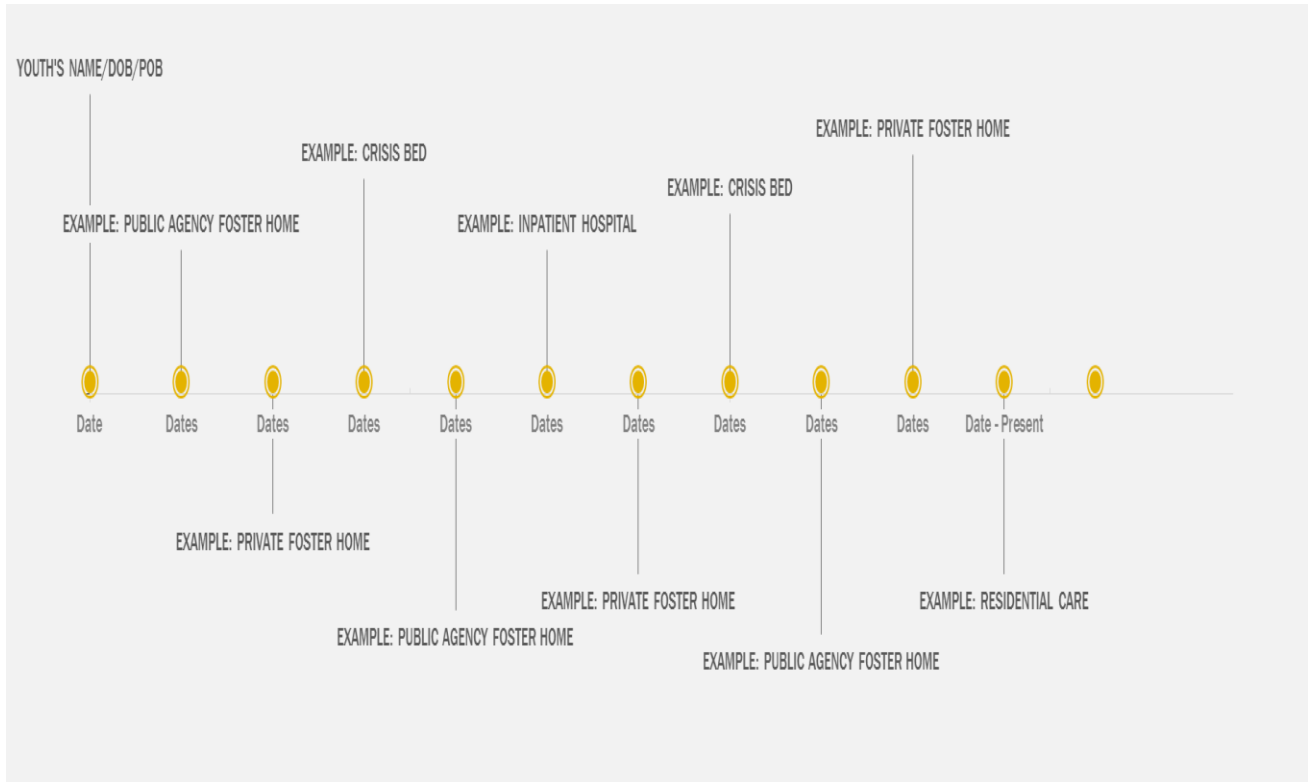 YOUTH'S NAME/DOB/POB
EXAMPLE: PRIVATE FOSTER HOME
EXAMPLE: CRISIS BED
EXAMPLE: CRISIS BED
EXAMPLE: PUBLIC AGENCY FOSTER HOME
EXAMPLE: INPATIENT HOSPITAL
Date
Dates
Dates
Dates
Dates
Dates
Dates
Dates
Dates
Dates
Date - Present
EXAMPLE: PRIVATE FOSTER HOME
EXAMPLE: PRIVATE FOSTER HOME
EXAMPLE: RESIDENTIAL CARE
EXAMPLE: PUBLIC AGENCY FOSTER HOME
EXAMPLE: PUBLIC AGENCY FOSTER HOME